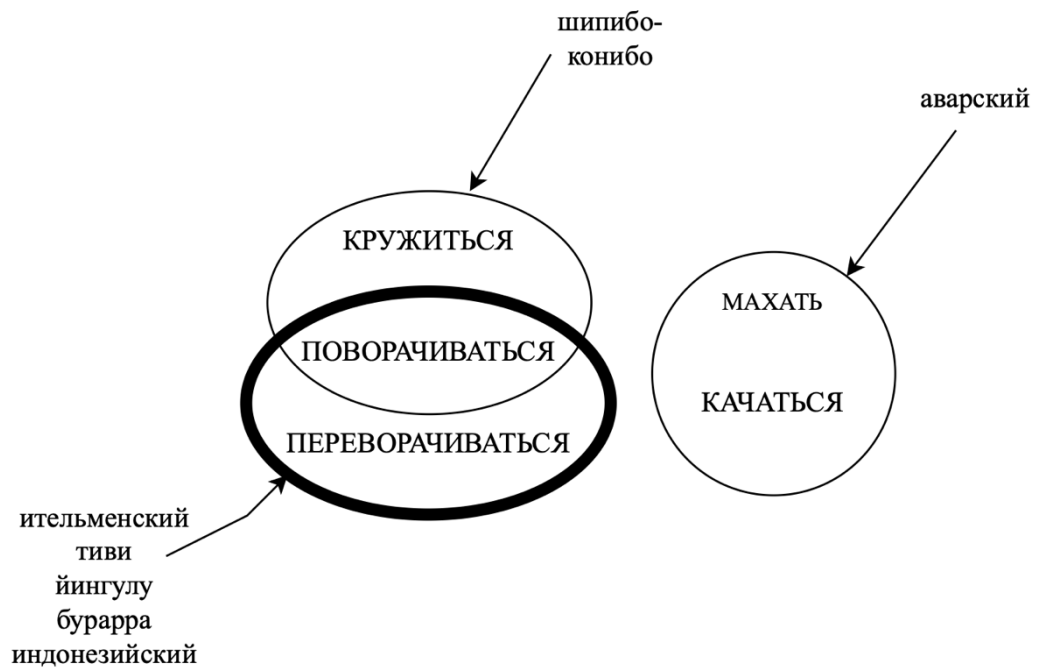 шипибо-
конибо
аварский
КРУЖИТЬСЯ
МАХАТЬ
ПОВОРАЧИВАТЬСЯ
КАЧАТЬСЯ
ПЕРЕВОРАЧИВАТЬСЯ
ительменский
тиви
йингулу
бурарра
индонезийский